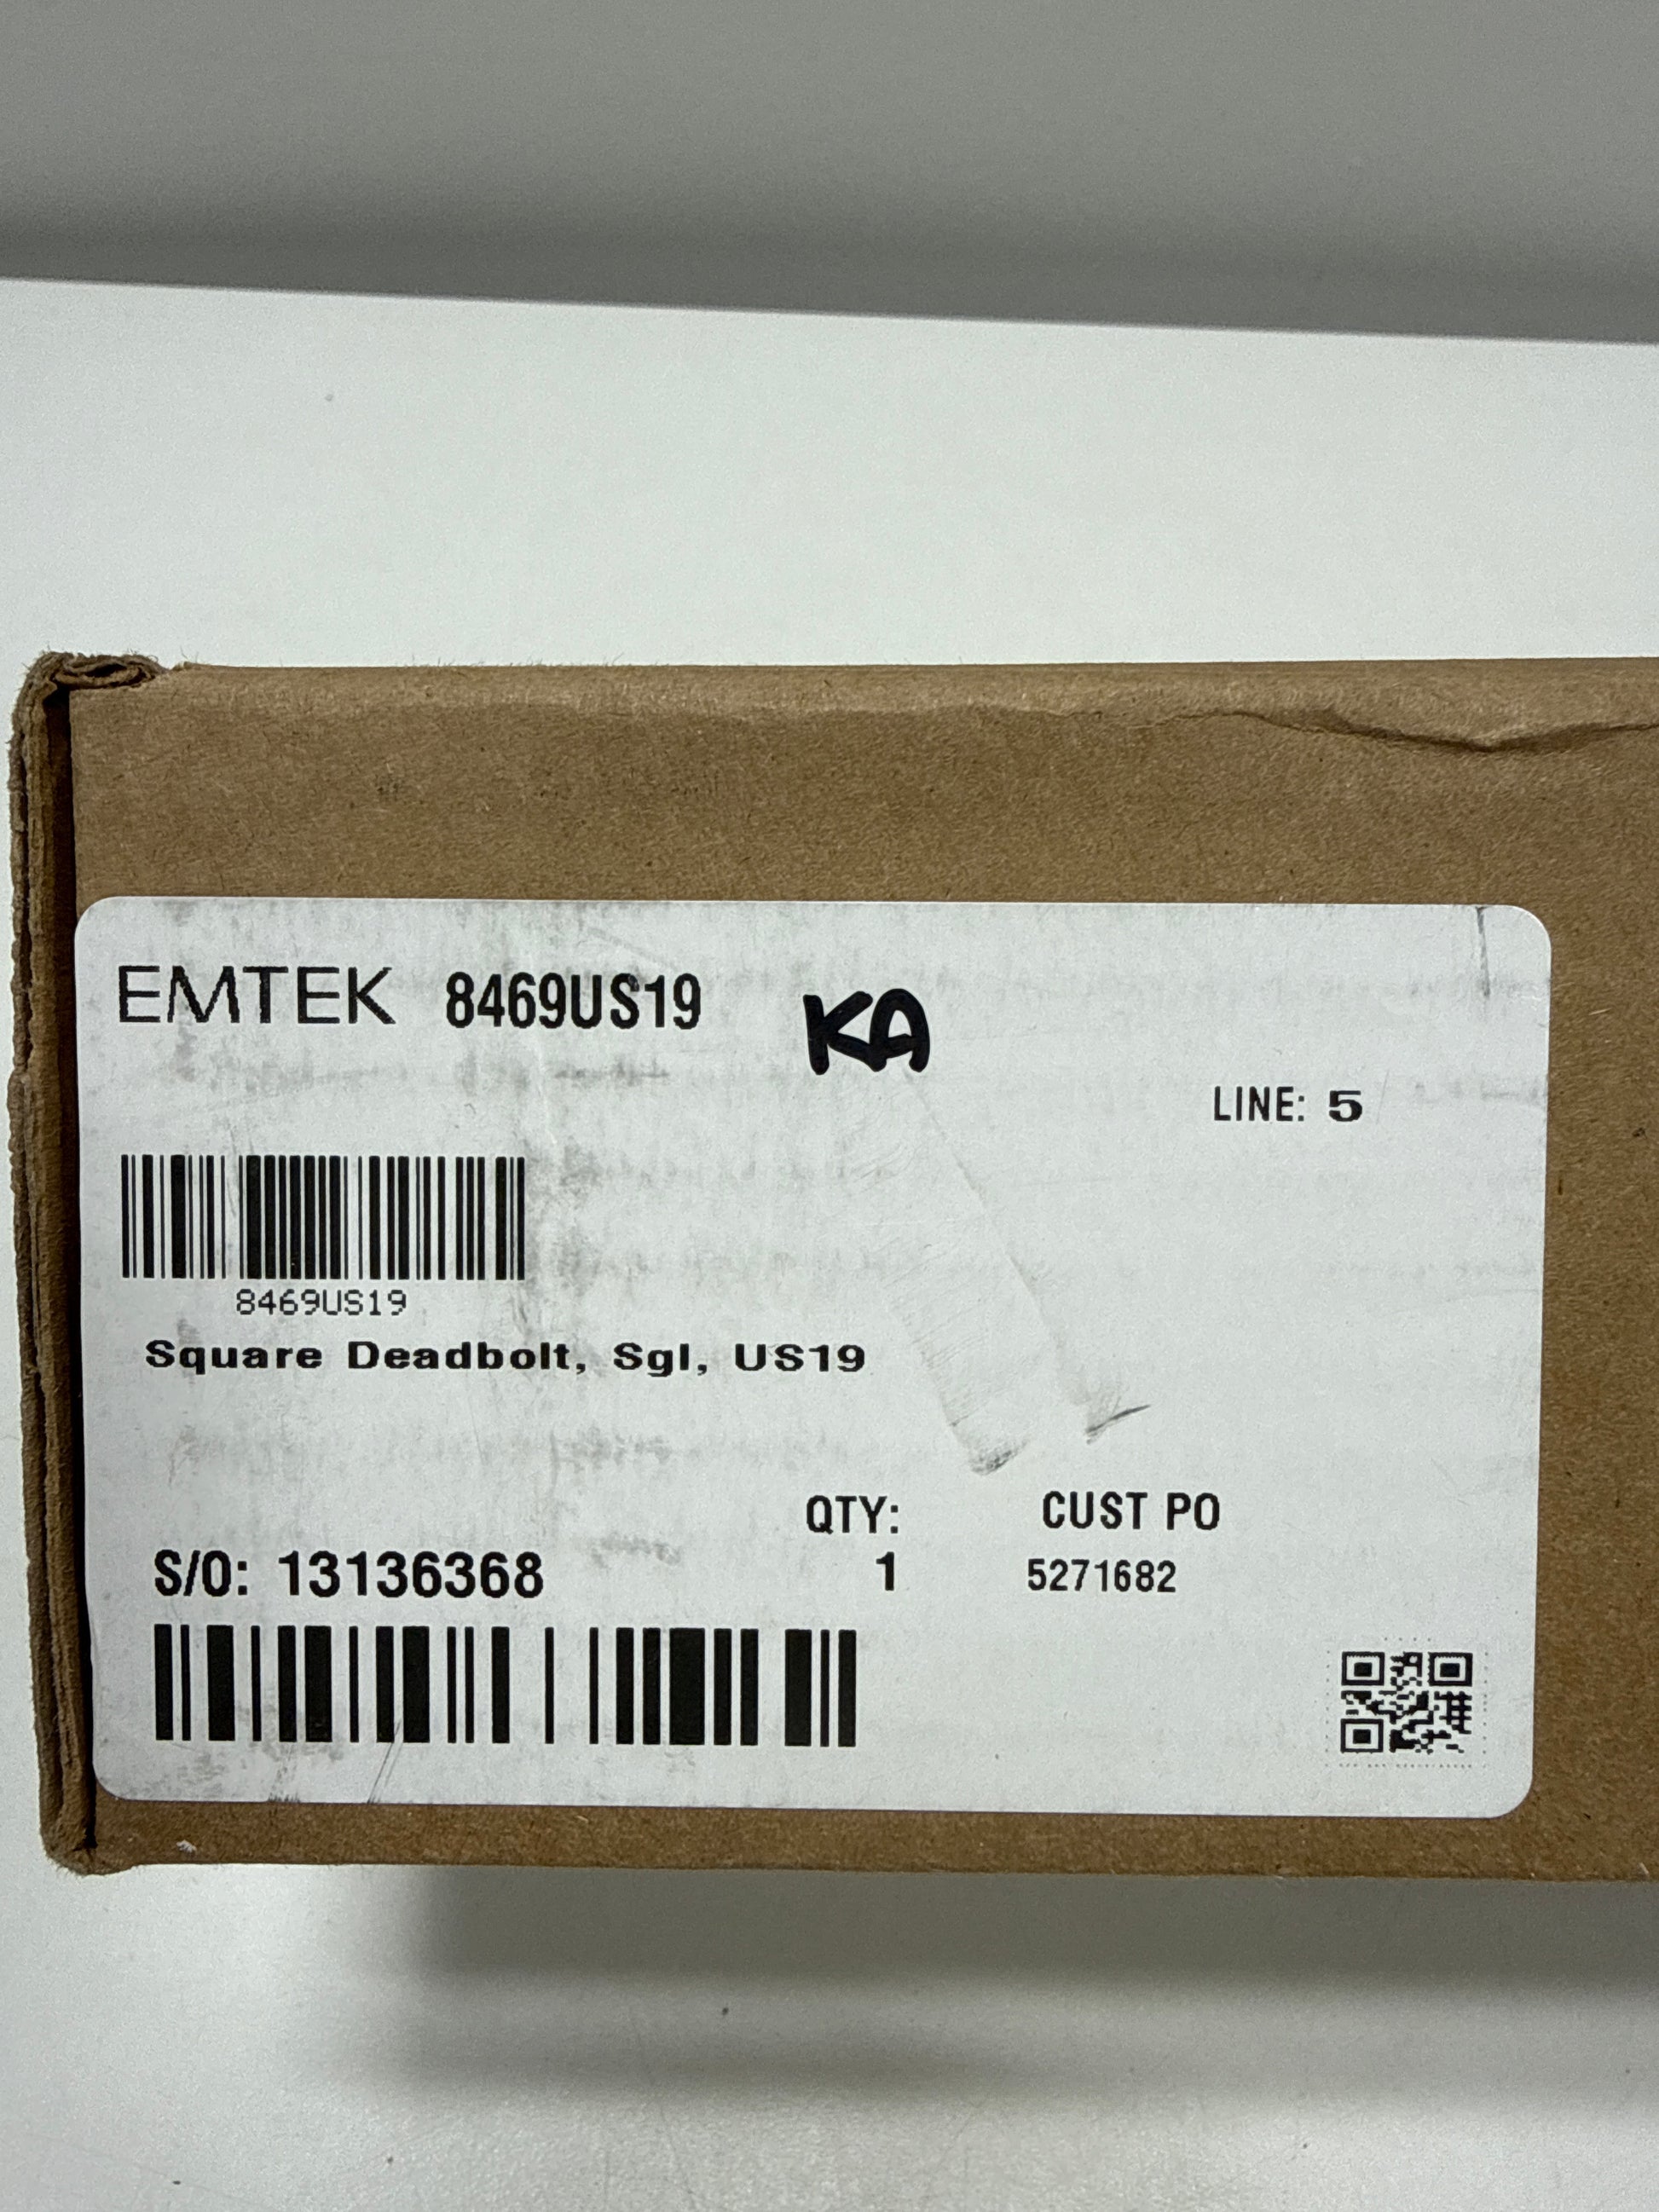 EMTEK 8469US19 KA
LINE: 5
8469US19
Square Deadbolt, Sgl, US19
QTY: CUST PO
S/O: 13136368 1 5271682